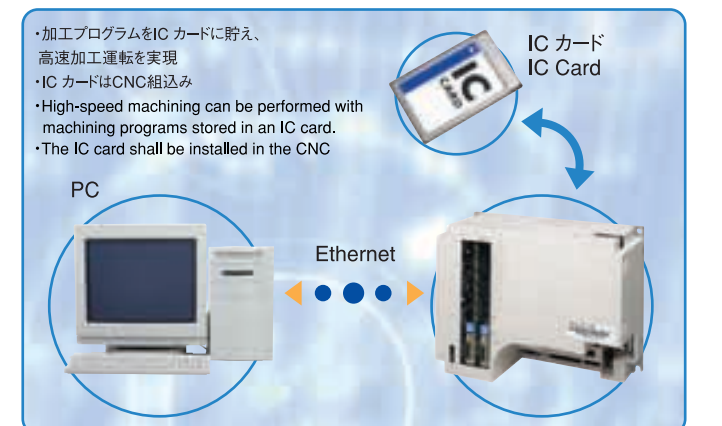 ・加工プログラムをIC カードに貯え、
高速加工運転を実現
・IC カードはCNC組込み
・High-speed machining can be performed with
machining programs stored in an IC card.
・The IC card shall be installed in the CNC
IC カード
IC Card
IC
CARD
PC
Ethernet